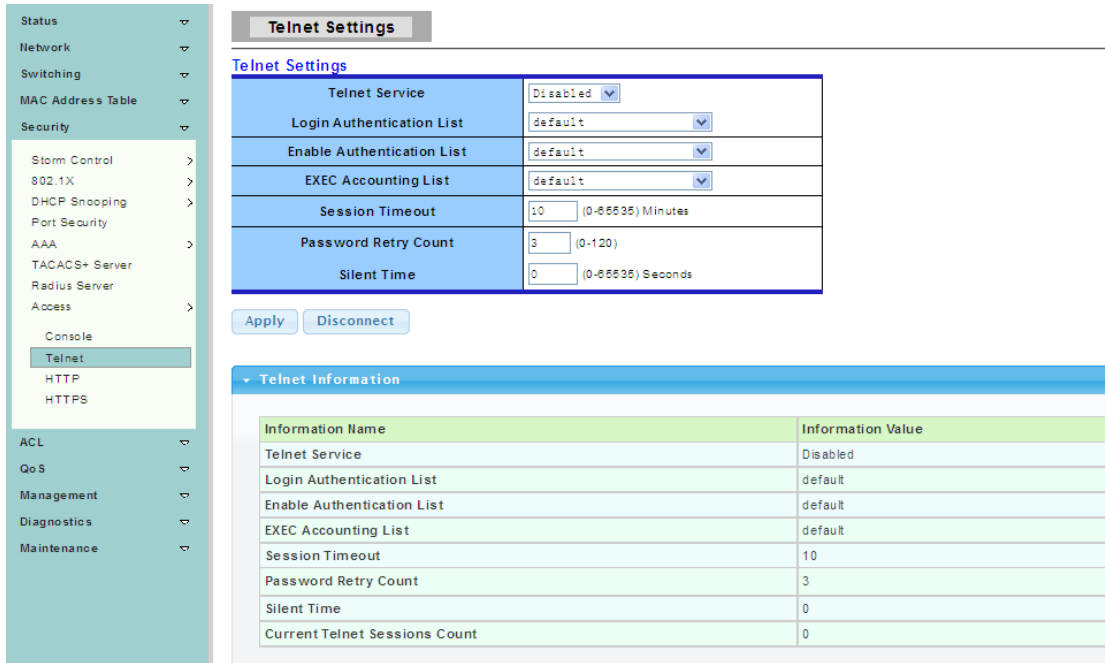 Status
Network
Switching
MAC Address Table
Security
Storm Control
802.1X
DHCP Snooping
Port Security
AAA
TACACS+ Server
Radius Server
Access
Console
Telnet
HTTP
HTTPS
ACL
QoS
Management
Diagnostics
Maintenance
Telnet Settings
Telnet Settings
Telnet Service Disabled
Login Authentication List default
Enable Authentication List default
EXEC Accounting List default
Session Timeout 10 (0-65535) Minutes
Password Retry Count 3 (0-120)
Silent Time 0 (0-65535) Seconds
Apply Disconnect
Telnet Information
Information Name Information Value
Telnet Service Disabled
Login Authentication List default
Enable Authentication List default
EXEC Accounting List default
Session Timeout 10
Password Retry Count 3
Silent Time 0
Current Telnet Sessions Count 0